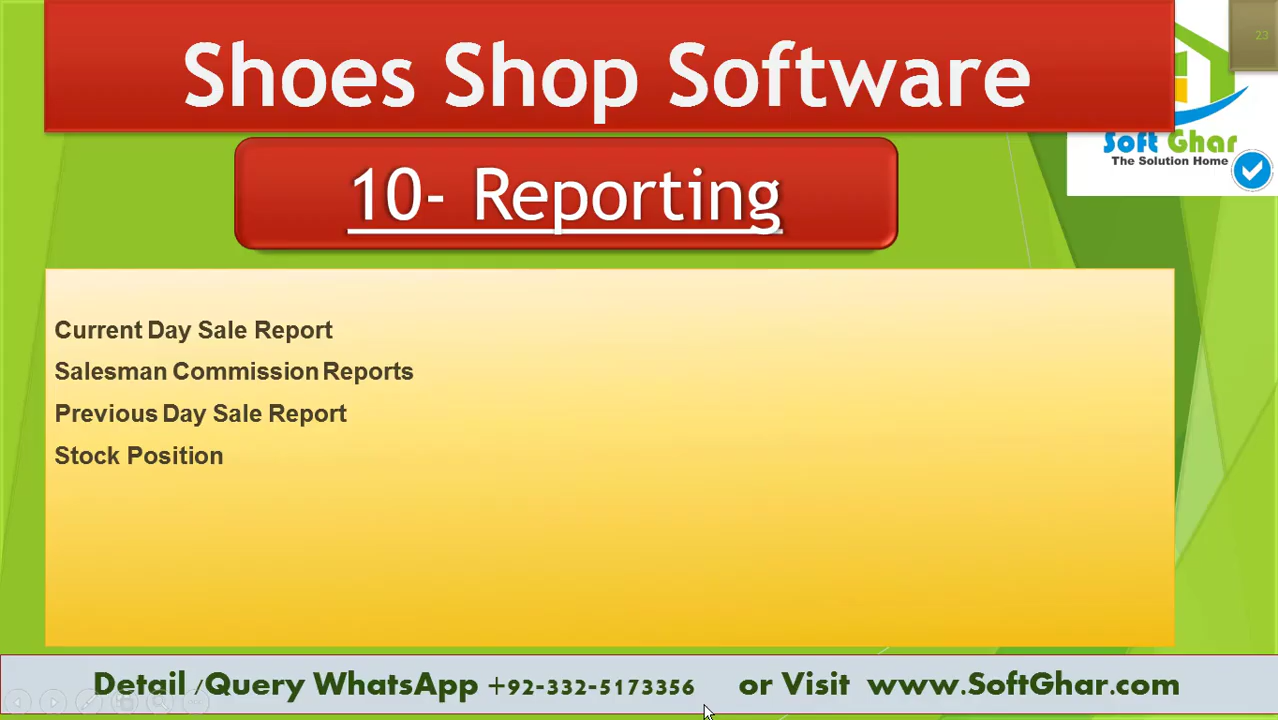 Shoes Shop Software
23
Soft Ghar
The Solution Home
10- Reporting
Current Day Sale Report
Salesman Commission Reports
Previous Day Sale Report
Stock Position
Detail /Query WhatsApp +92-332-5173356 or Visit www.SoftGhar.com